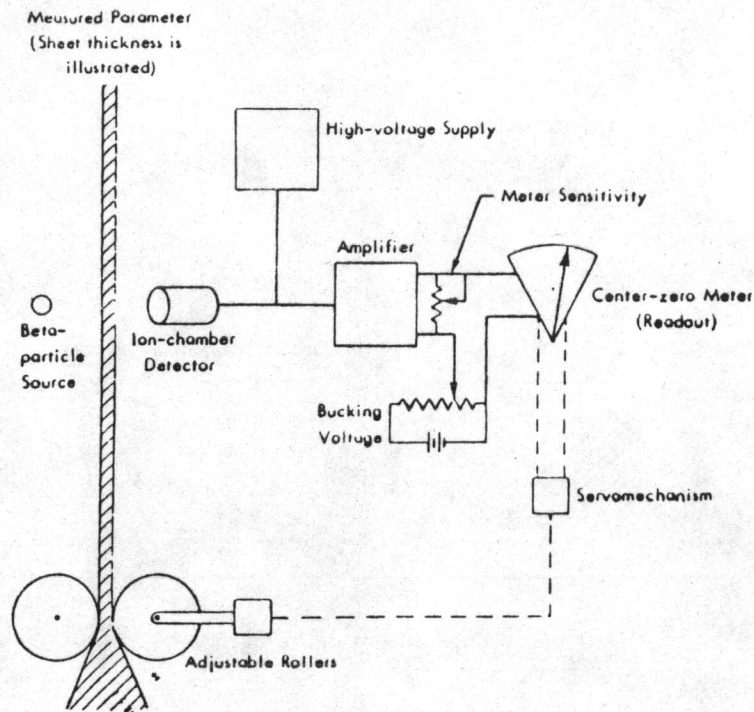 Meusured Parameter
(Sheet thickness is
illustrated)
High-voltage Supply
Meter Sensitivity
Amplifier
Center-zero Meter
(Readout)
Beta-
particle
Source
Ion-chamber
Detector
Bucking
Voltage
Servomechanism
Adjustable Rollers